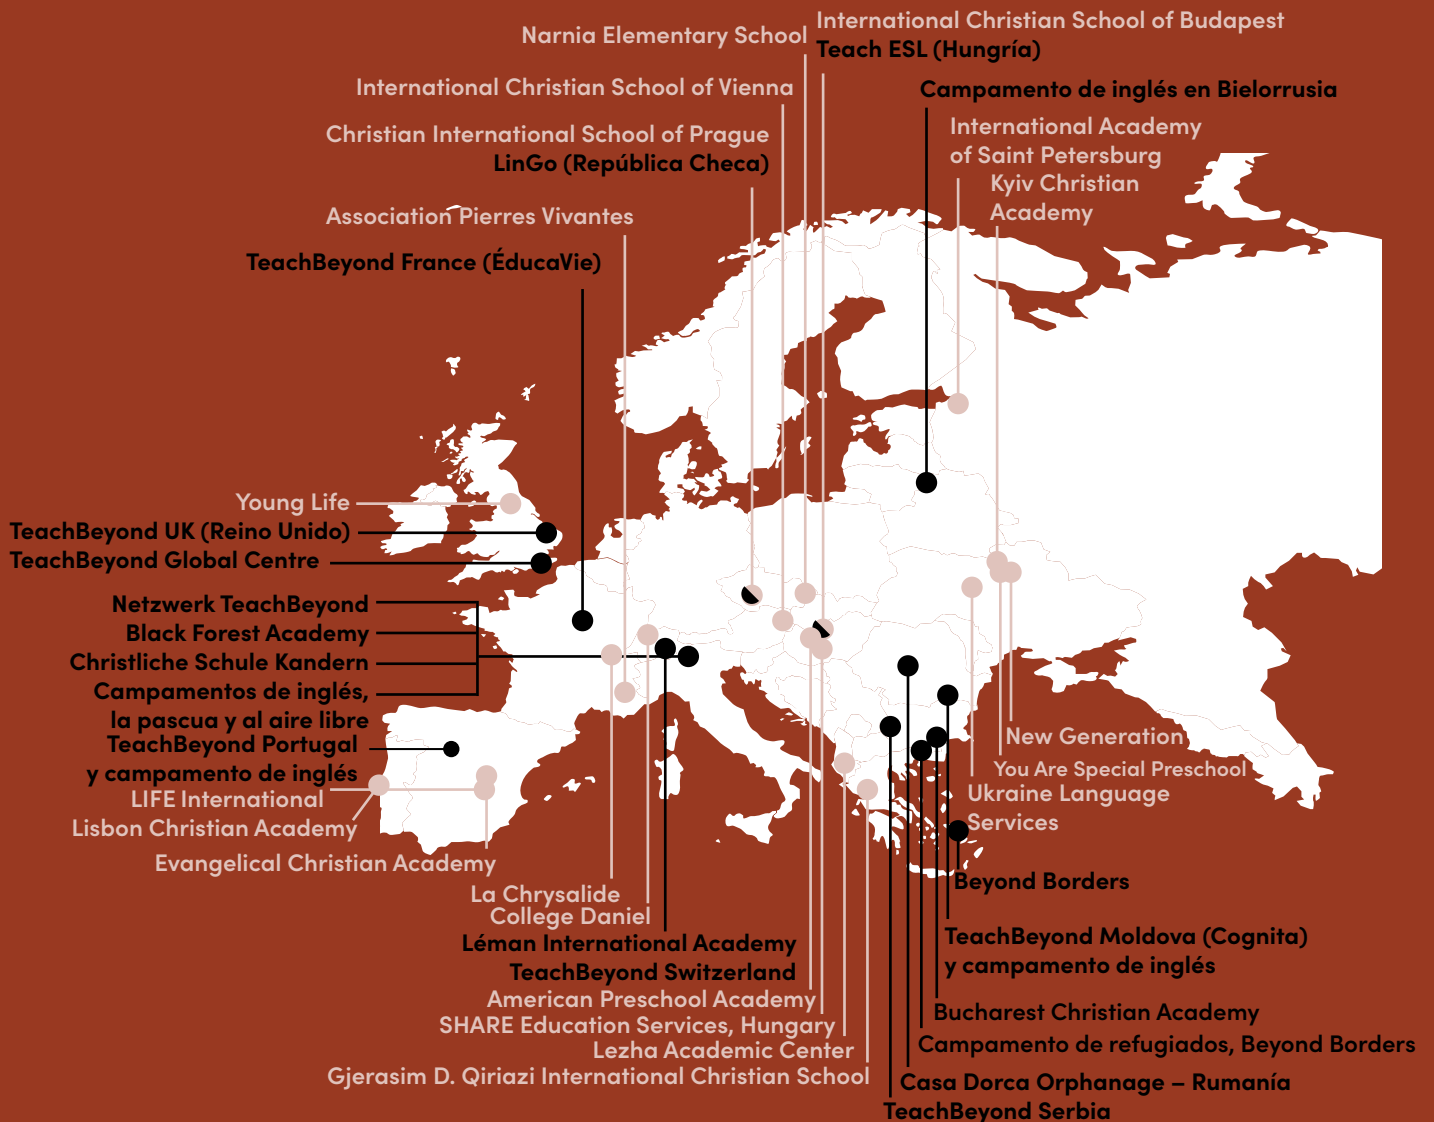 International Christian School of Budapest
Narnia Elementary School
Teach ESL (Hungría)
International Christian School of Vienna
Campamento de inglés en Bielorrusia
Christian International School of Prague
LinGo (República Checa)
International Academy
of Saint Petersburg
Kyiv Christian
Academy
Association Pierres Vivantes
TeachBeyond France (ÉducaVie)
Young Life
TeachBeyond UK (Reino Unido)
TeachBeyond Global Centre
Netzwerk TeachBeyond
Black Forest Academy
Christliche Schule Kandern
Campamentos de inglés,
la pascua y al aire libre
TeachBeyond Portugal
y campamento de inglés
LIFE International
Lisbon Christian Academy
Evangelical Christian Academy
La Chrysalide
College Daniel
Léman International Academy
TeachBeyond Switzerland
American Preschool Academy
SHARE Education Services, Hungary
Lezha Academic Center
Gjerasim D. Qiriazi International Christian School
New Generation
You Are Special Preschool
Ukraine Language
Services
Beyond Borders
TeachBeyond Moldova (Cognita)
y campamento de inglés
Bucharest Christian Academy
Campamento de refugiados, Beyond Borders
Casa Dorca Orphanage – Rumanía
TeachBeyond Serbia